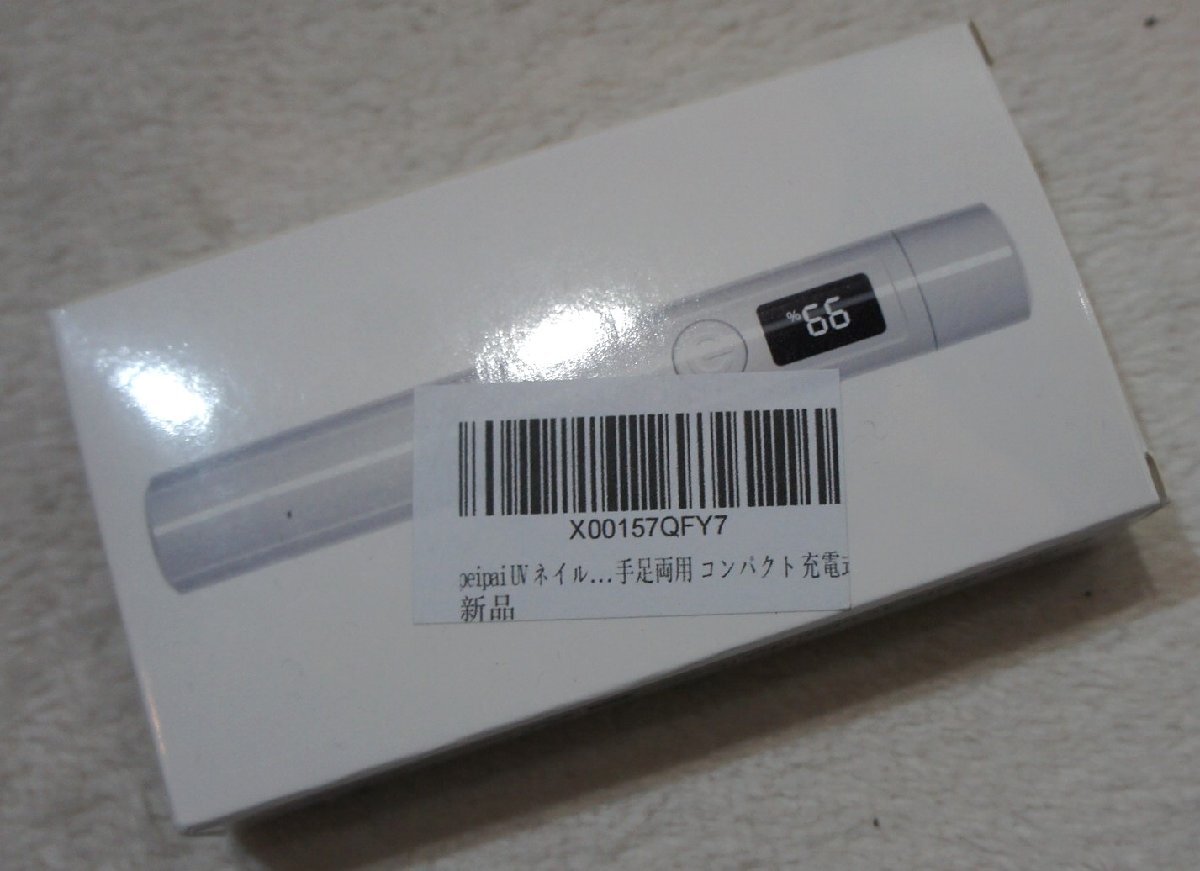 99%
X00157QFY7
peipai UV ネイル...手足両用 コンパクト 充電式
新品